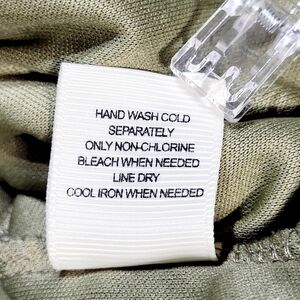 HAND WASH COLD
SEPARATELY
ONLY NON-CHLORINE
BLEACH WHEN NEEDED
LINE DRY
COOL IRON WHEN NEEDED